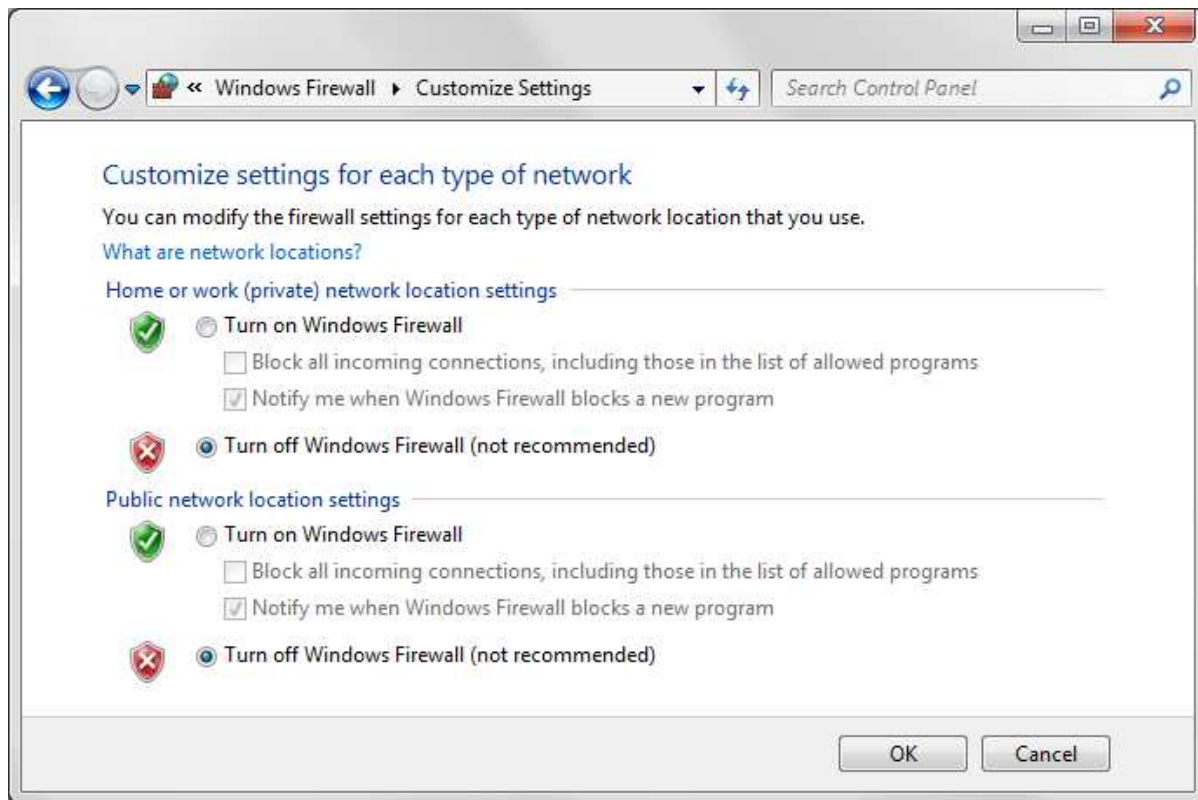 « Windows Firewall ▸ Customize Settings Search Control Panel
Customize settings for each type of network
You can modify the firewall settings for each type of network location that you use.
What are network locations?
Home or work (private) network location settings
Turn on Windows Firewall
Block all incoming connections, including those in the list of allowed programs
Notify me when Windows Firewall blocks a new program
Turn off Windows Firewall (not recommended)
Public network location settings
Turn on Windows Firewall
Block all incoming connections, including those in the list of allowed programs
Notify me when Windows Firewall blocks a new program
Turn off Windows Firewall (not recommended)
OK Cancel